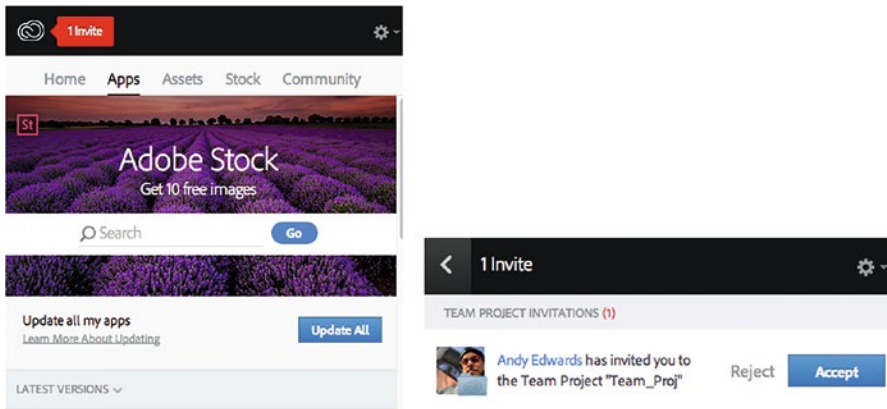 1 Invite
Home Apps Assets Stock Community
St
Adobe Stock
Get 10 free images
Search
Go
Update all my apps
Learn More About Updating
Update All
LATEST VERSIONS
1 Invite
TEAM PROJECT INVITATIONS (1)
Andy Edwards has invited you to
the Team Project "Team_Proj"
Reject
Accept